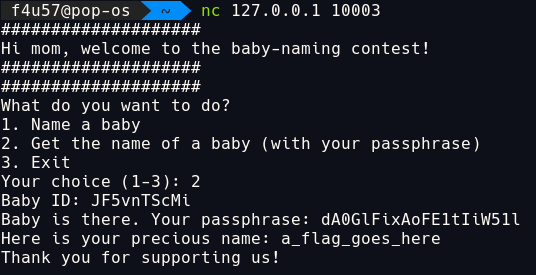 f4u57@pop-os ~ nc 127.0.0.1 10003
####################
Hi mom, welcome to the baby-naming contest!
####################
####################
What do you want to do?
1. Name a baby
2. Get the name of a baby (with your passphrase)
3. Exit
Your choice (1-3): 2
Baby ID: JF5vnTScMi
Baby is there. Your passphrase: dA0GlFixAoFE1tIiW51l
Here is your precious name: a_flag_goes_here
Thank you for supporting us!